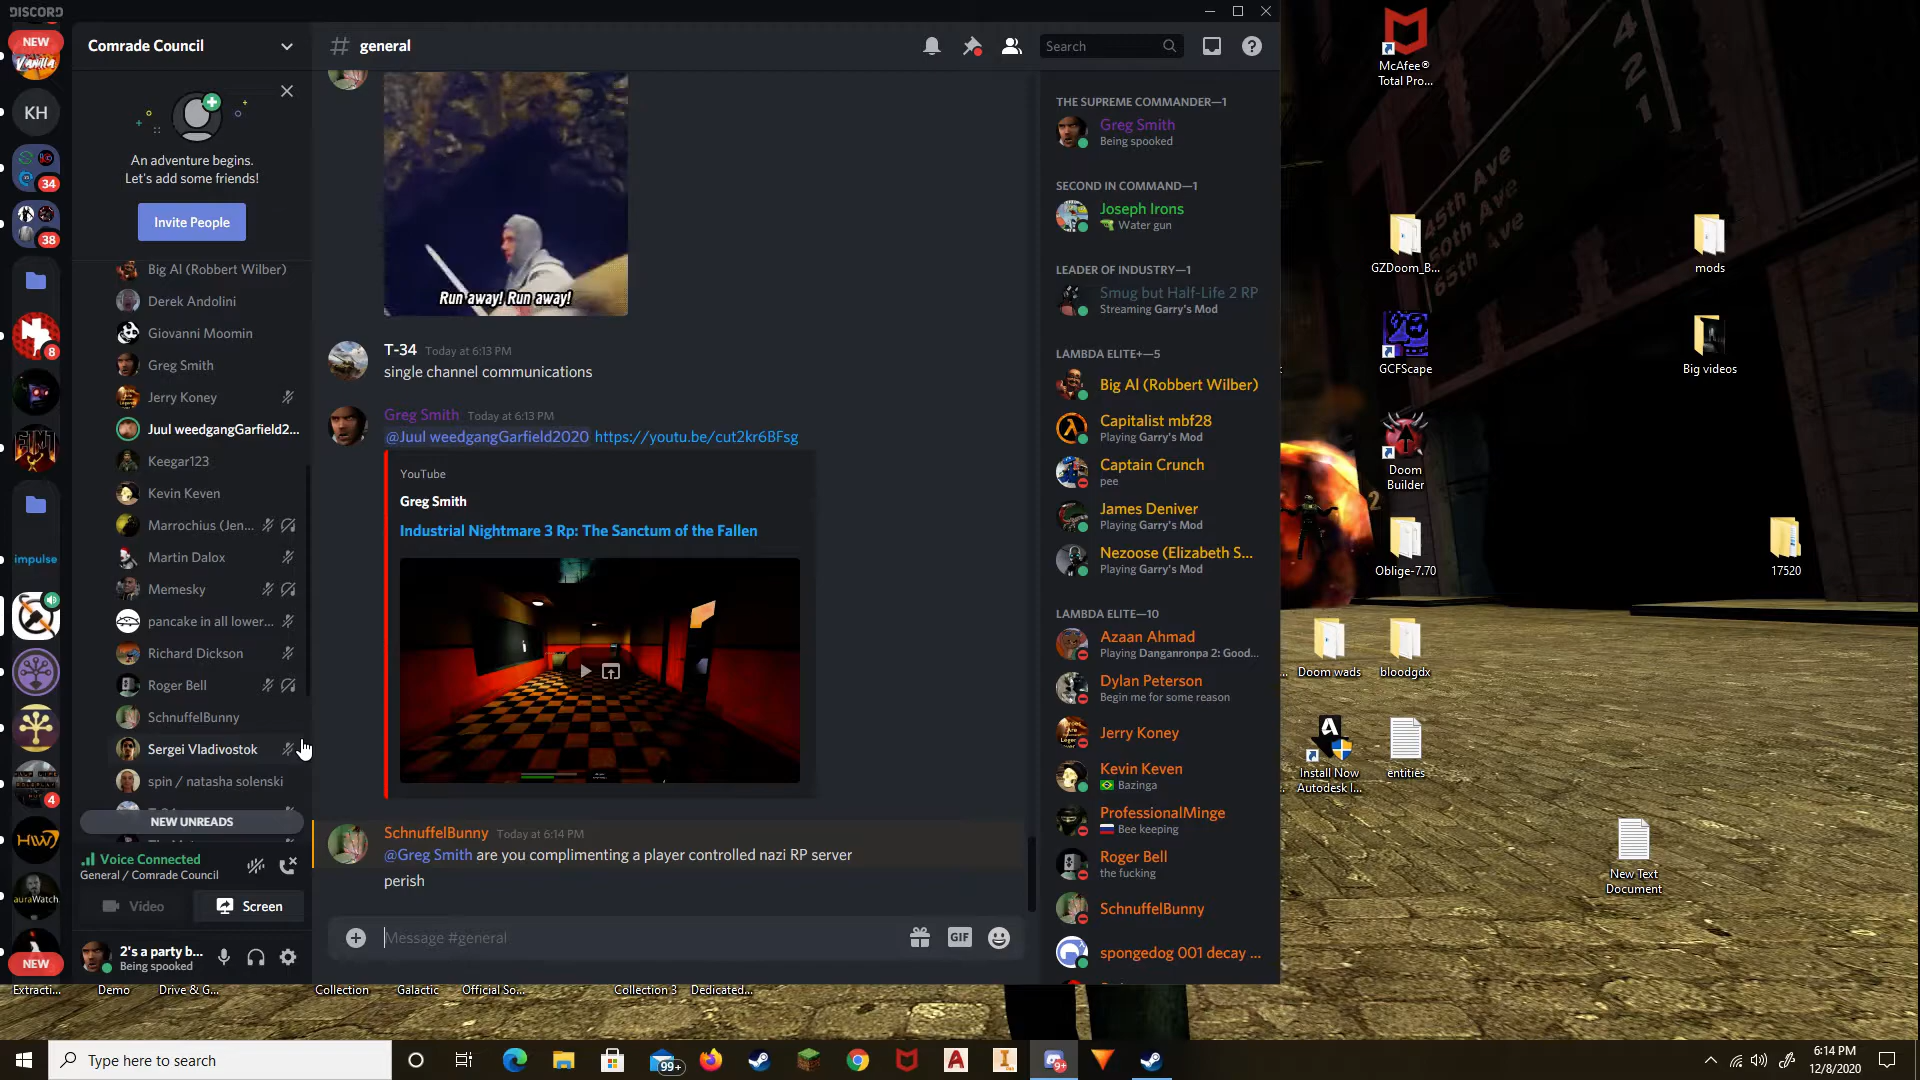 DISCORD
NEW
Vanilla
KH
34
38
8
impulse
4
HW
auraWatch
NEW
Comrade Council
An adventure begins.
Let's add some friends!
Invite People
Big Al (Robbert Wilber)
Derek Andolini
Giovanni Moomin
Greg Smith
Jerry Koney
Juul weedgangGarfield2...
Keegar123
Kevin Keven
Marrochius (Jen...
Martin Dalox
Memesky
pancake in all lower...
Richard Dickson
Roger Bell
SchnuffelBunny
Sergei Vladivostok
spin / natasha solenski
NEW UNREADS
Voice Connected
General / Comrade Council
Video
Screen
2's a party b...
Being spooked
# general
Search
Run away! Run away!
T-34 Today at 6:13 PM
single channel communications
Greg Smith Today at 6:13 PM
@Juul weedgangGarfield2020 https://youtu.be/cut2kr6BFsg
YouTube
Greg Smith
Industrial Nightmare 3 Rp: The Sanctum of the Fallen
SchnuffelBunny Today at 6:14 PM
@Greg Smith are you complimenting a player controlled nazi RP server
perish
Message #general
GIF
THE SUPREME COMMANDER—1
Greg Smith
Being spooked
SECOND IN COMMAND—1
Joseph Irons
Water gun
LEADER OF INDUSTRY—1
Smug but Half-Life 2 RP
Streaming Garry's Mod
LAMBDA ELITE+—5
Big Al (Robbert Wilber)
Capitalist mbf28
Playing Garry's Mod
Captain Crunch
pee
James Deniver
Playing Garry's Mod
Nezoose (Elizabeth S...
Playing Garry's Mod
LAMBDA ELITE—10
Azaan Ahmad
Playing Danganronpa 2: Good...
Dylan Peterson
Begin me for some reason
Jerry Koney
Kevin Keven
Bazinga
ProfessionalMinge
Bee keeping
Roger Bell
the fucking
SchnuffelBunny
spongedog 001 decay ...
McAfee®
Total Pro...
421
45th Ave
60th Ave
65th Ave
GZDoom_B...
mods
GCFScape
Big videos
Doom
Builder
2
Oblige-7.70
17520
Doom wads
bloodgdx
Install Now
Autodesk I...
entities
New Text
Document
Extracti...
Demo
Drive & G...
Collection
Galactic
Official So...
Collection 3
Dedicated...
Type here to search
99+
9+
6:14 PM
12/8/2020